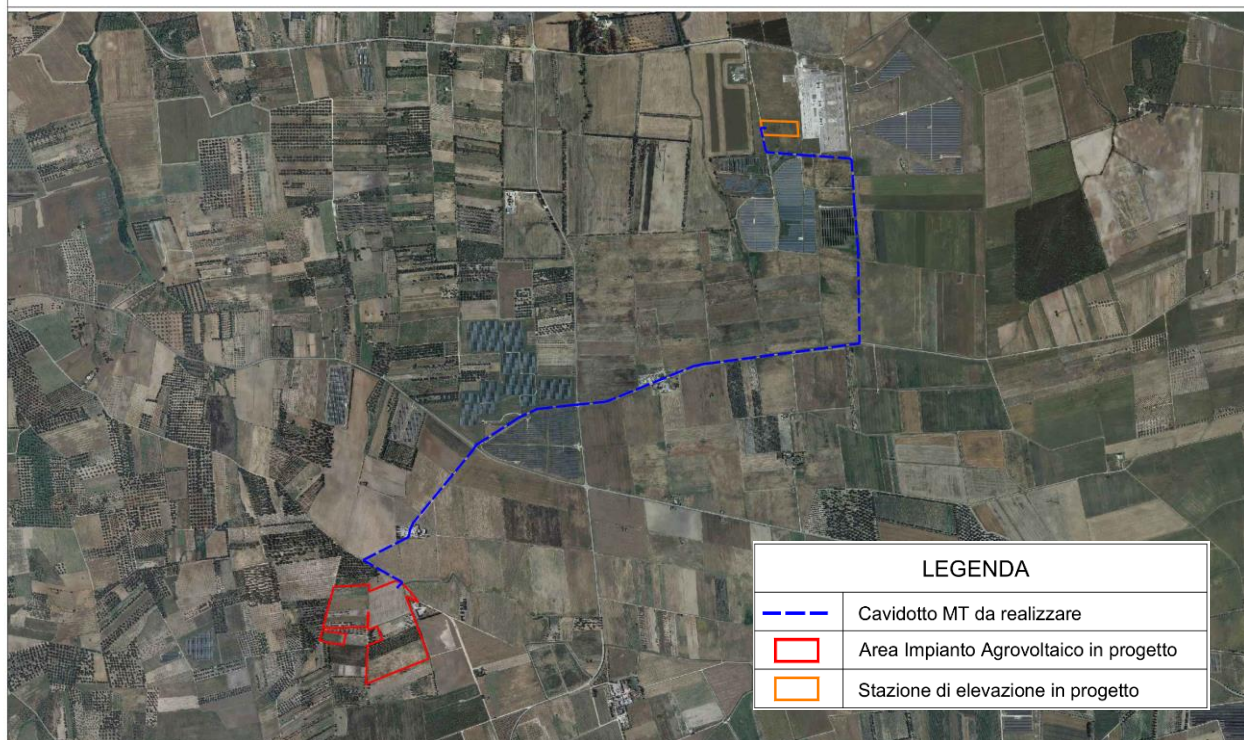 LEGENDA
Cavidotto MT da realizzare
Area Impianto Agrovoltaico in progetto
Stazione di elevazione in progetto